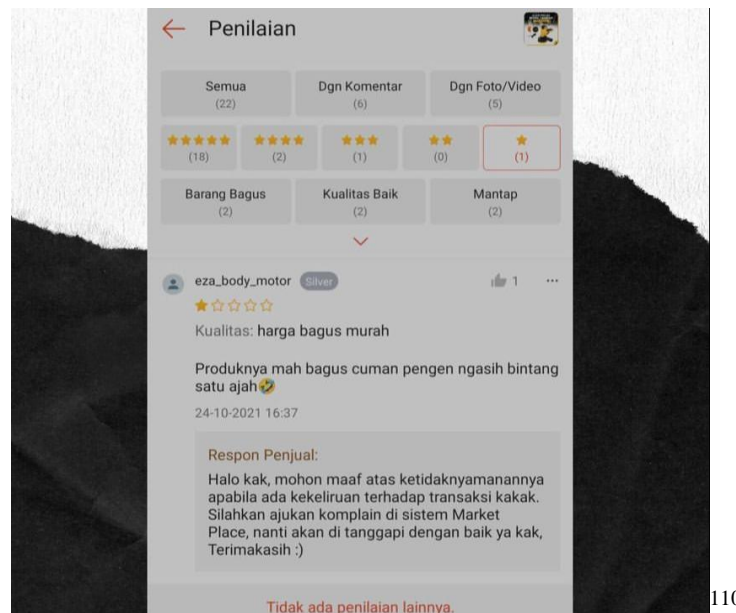 Penilaian
Semua
(22)
Dgn Komentar
(6)
Dgn Foto/Video
(5)
(18)
(2)
(1)
(0)
(1)
Barang Bagus
(2)
Kualitas Baik
(2)
Mantap
(2)
eza_body_motor Silver 1
Kualitas: harga bagus murah
Produknya mah bagus cuman pengen ngasih bintang
satu ajah🤣
24-10-2021 16:37
Respon Penjual:
Halo kak, mohon maaf atas ketidaknyamanannya
apabila ada kekeliruan terhadap transaksi kakak.
Silahkan ajukan komplain di sistem Market
Place, nanti akan di tanggapi dengan baik ya kak,
Terimakasih :)
Tidak ada penilaian lainnya.
110